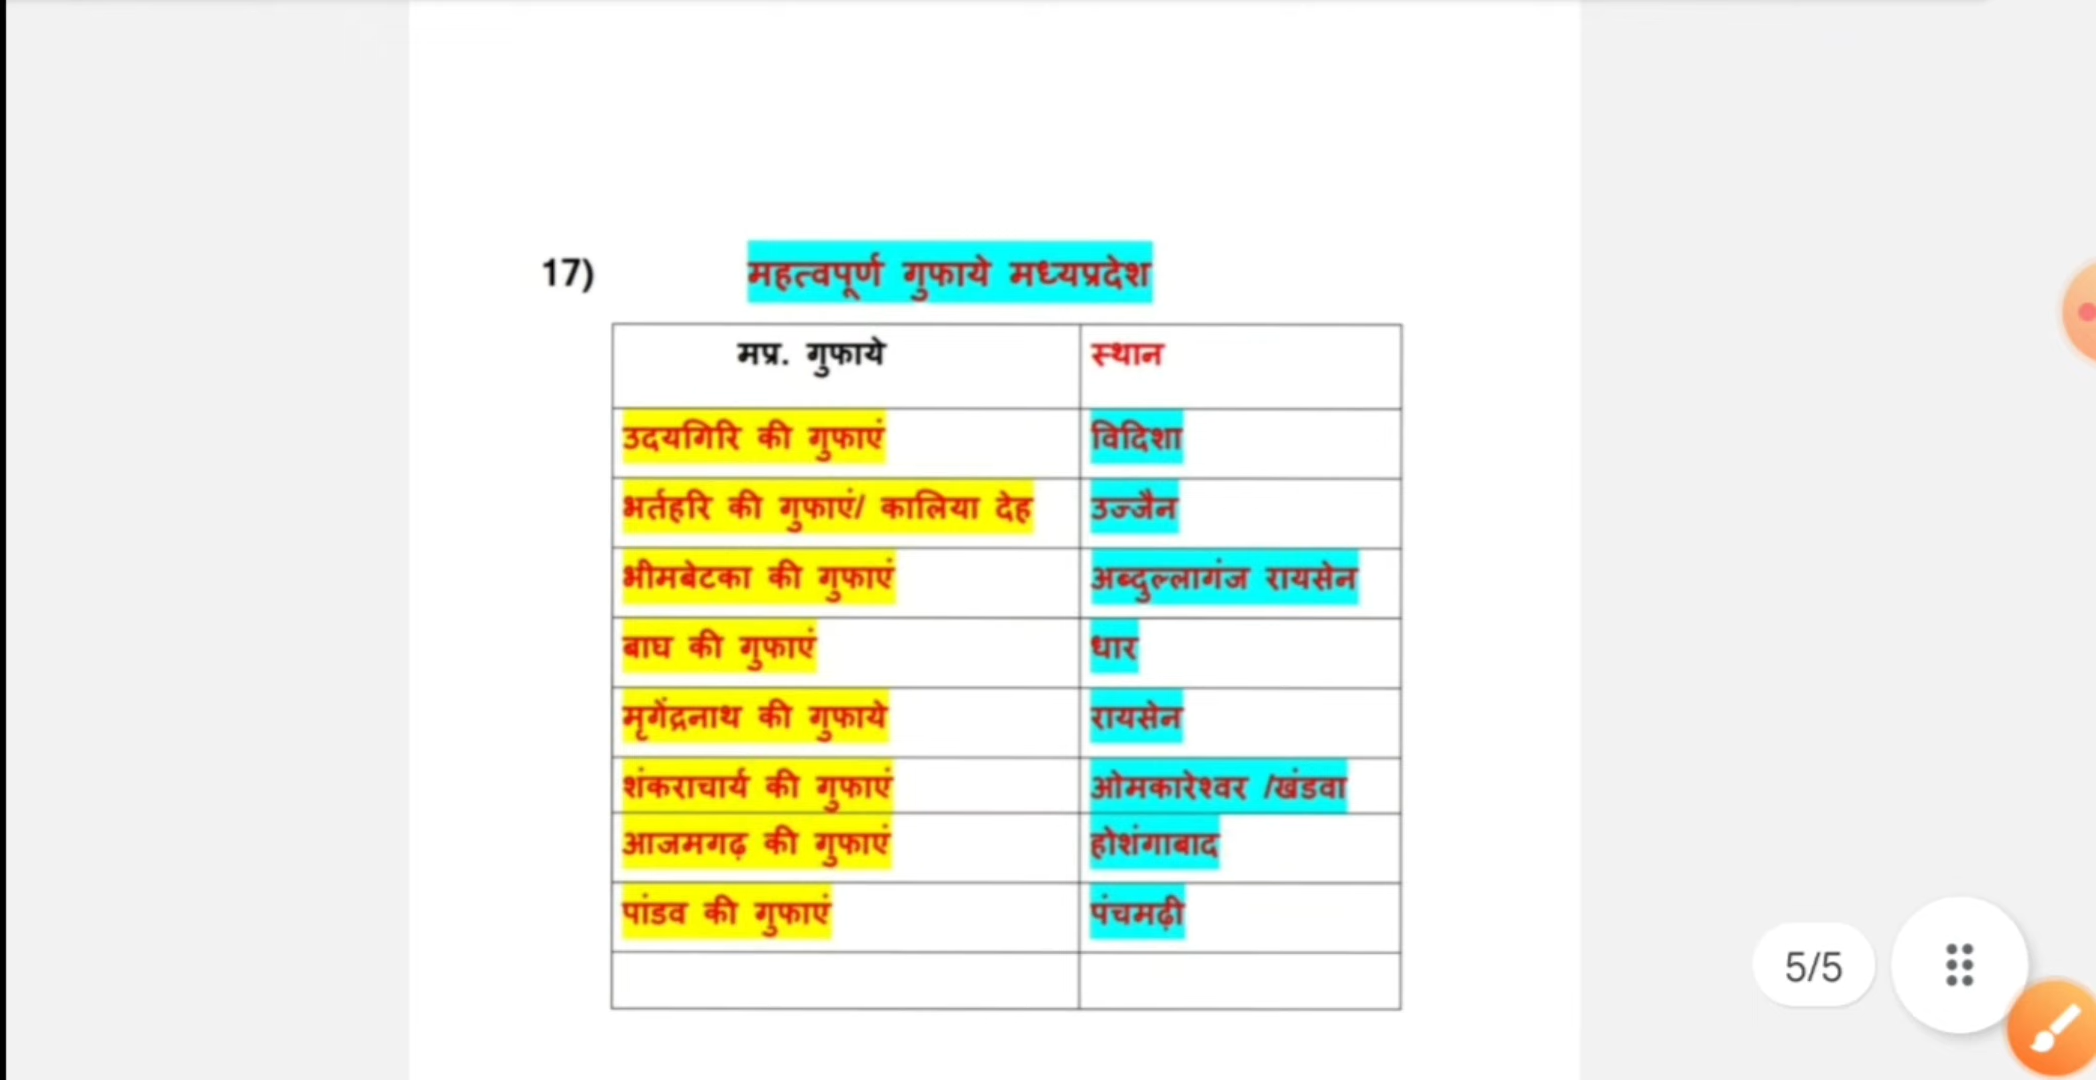 17) महत्वपूर्ण गुफाये मध्यप्रदेश
मप्र. गुफाये स्थान
उदयगिरि की गुफाएं विदिशा
भर्तहरि की गुफाएं/ कालिया देह उज्जैन
भीमबेटका की गुफाएं अब्दुल्लागंज रायसेन
बाघ की गुफाएं धार
मृगेंद्रनाथ की गुफाये रायसेन
शंकराचार्य की गुफाएं ओमकारेश्वर /खंडवा
आजमगढ़ की गुफाएं होशंगाबाद
पांडव की गुफाएं पंचमढ़ी
5/5